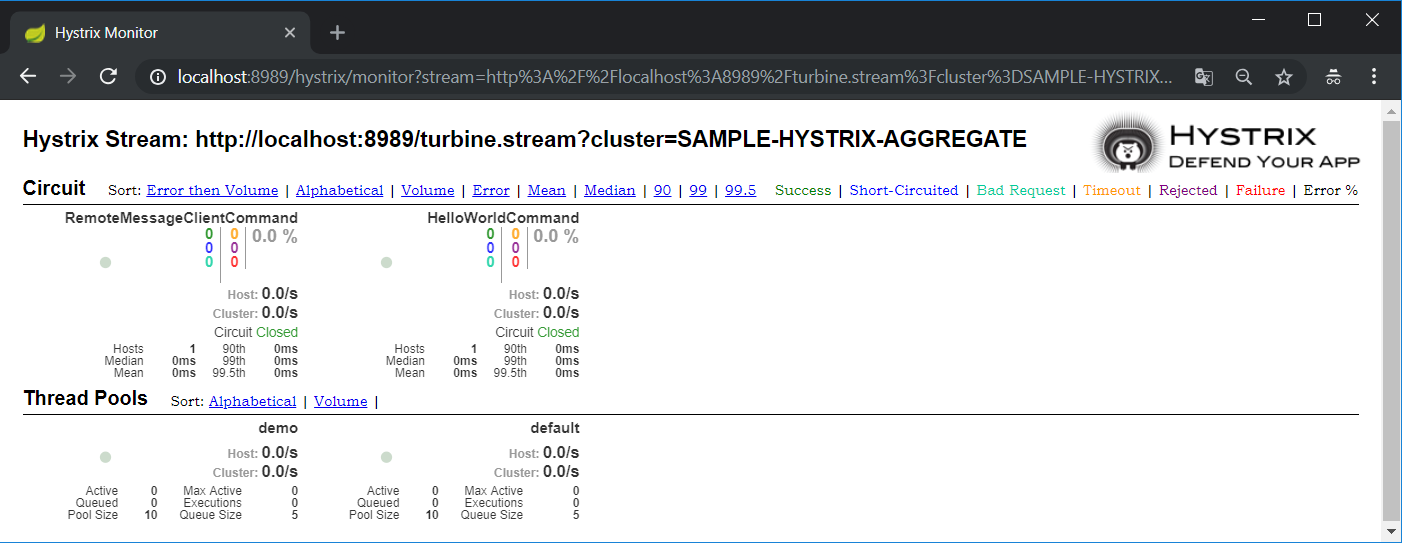 Hystrix Monitor
localhost:8989/hystrix/monitor?stream=http%3A%2F%2Flocalhost%3A8989%2Fturbine.stream%3Fcluster%3DSAMPLE-HYSTRIX...
Hystrix Stream: http://localhost:8989/turbine.stream?cluster=SAMPLE-HYSTRIX-AGGREGATE
HYSTRIX
DEFEND YOUR APP
Circuit Sort: Error then Volume | Alphabetical | Volume | Error | Mean | Median | 90 | 99 | 99.5 Success | Short-Circuited | Bad Request | Timeout | Rejected | Failure | Error %
RemoteMessageClientCommand HelloWorldCommand
0 0 0.0 % 0 0 0.0 %
0 0 0 0
0 0 0 0
Host: 0.0/s Host: 0.0/s
Cluster: 0.0/s Cluster: 0.0/s
Circuit Closed Circuit Closed
Hosts 1 90th 0ms Hosts 1 90th 0ms
Median 0ms 99th 0ms Median 0ms 99th 0ms
Mean 0ms 99.5th 0ms Mean 0ms 99.5th 0ms
Thread Pools Sort: Alphabetical | Volume |
demo default
Host: 0.0/s Host: 0.0/s
Cluster: 0.0/s Cluster: 0.0/s
Active 0 Max Active 0 Active 0 Max Active 0
Queued 0 Executions 0 Queued 0 Executions 0
Pool Size 10 Queue Size 5 Pool Size 10 Queue Size 5